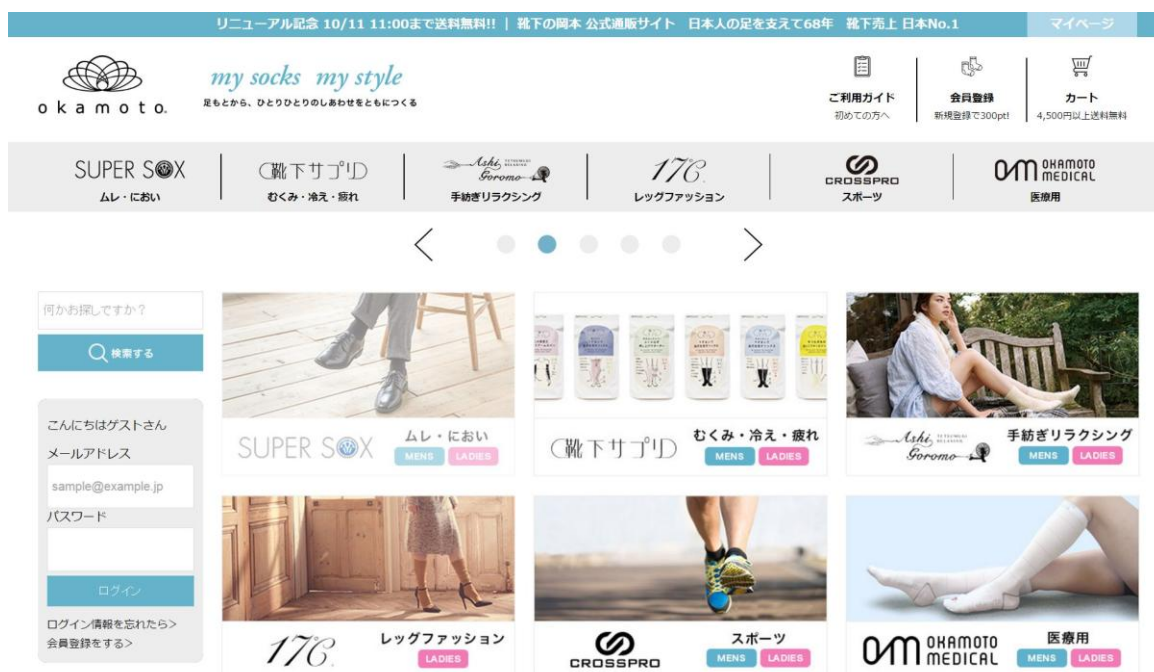 リニューアル記念 10/11 11:00まで送料無料!! | 靴下の岡本 公式通販サイト 日本人の足を支えて68年 靴下売上 日本No.1
マイページ
okamoto.
my socks my style
足もとから、ひとりひとりのしあわせをともにつくる
ご利用ガイド
初めての方へ
会員登録
新規登録で300pt!
カート
4,500円以上送料無料
SUPER SOX
ムレ・におい
靴下サプリ
むくみ・冷え・疲れ
Ashi Goromo
手紡ぎリラクシング
17℃.
レッグファッション
CROSSPRO
スポーツ
OKAMOTO MEDICAL
医療用
何かお探しですか?
検索する
こんにちはゲストさん
メールアドレス
sample@example.jp
パスワード
ログイン
ログイン情報を忘れたら>
会員登録をする>
SUPER SOX
ムレ・におい
MENS LADIES
靴下サプリ
むくみ・冷え・疲れ
MENS LADIES
Ashi Goromo
手紡ぎリラクシング
MENS LADIES
17℃.
レッグファッション
LADIES
CROSSPRO
スポーツ
MENS LADIES
OKAMOTO MEDICAL
医療用
MENS LADIES